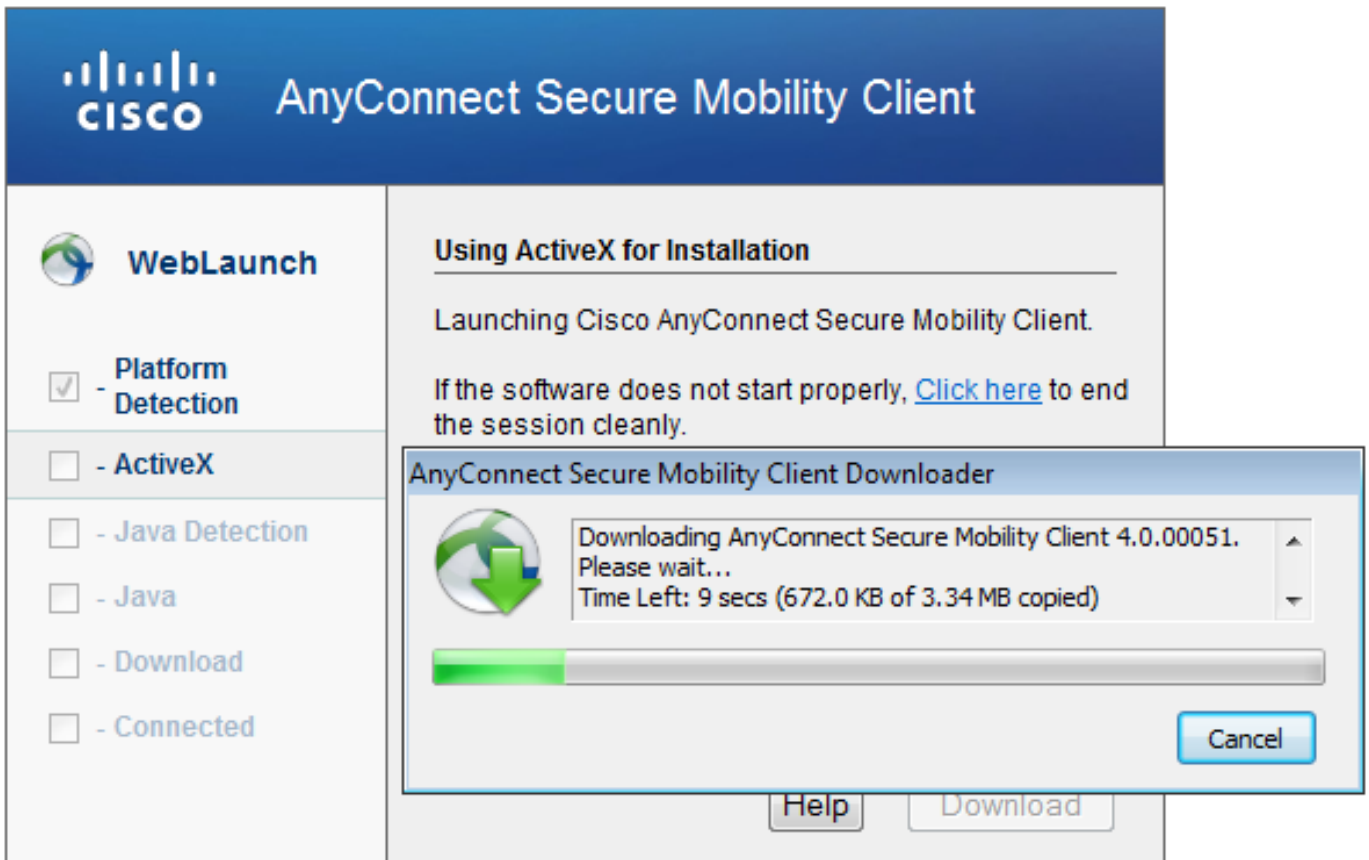 CISCO
AnyConnect Secure Mobility Client
WebLaunch
- Platform
Detection
- ActiveX
- Java Detection
- Java
- Download
- Connected
Using ActiveX for Installation
Launching Cisco AnyConnect Secure Mobility Client.
If the software does not start properly, Click here to end
the session cleanly.
AnyConnect Secure Mobility Client Downloader
Downloading AnyConnect Secure Mobility Client 4.0.00051.
Please wait...
Time Left: 9 secs (672.0 KB of 3.34 MB copied)
Cancel
Help
Download